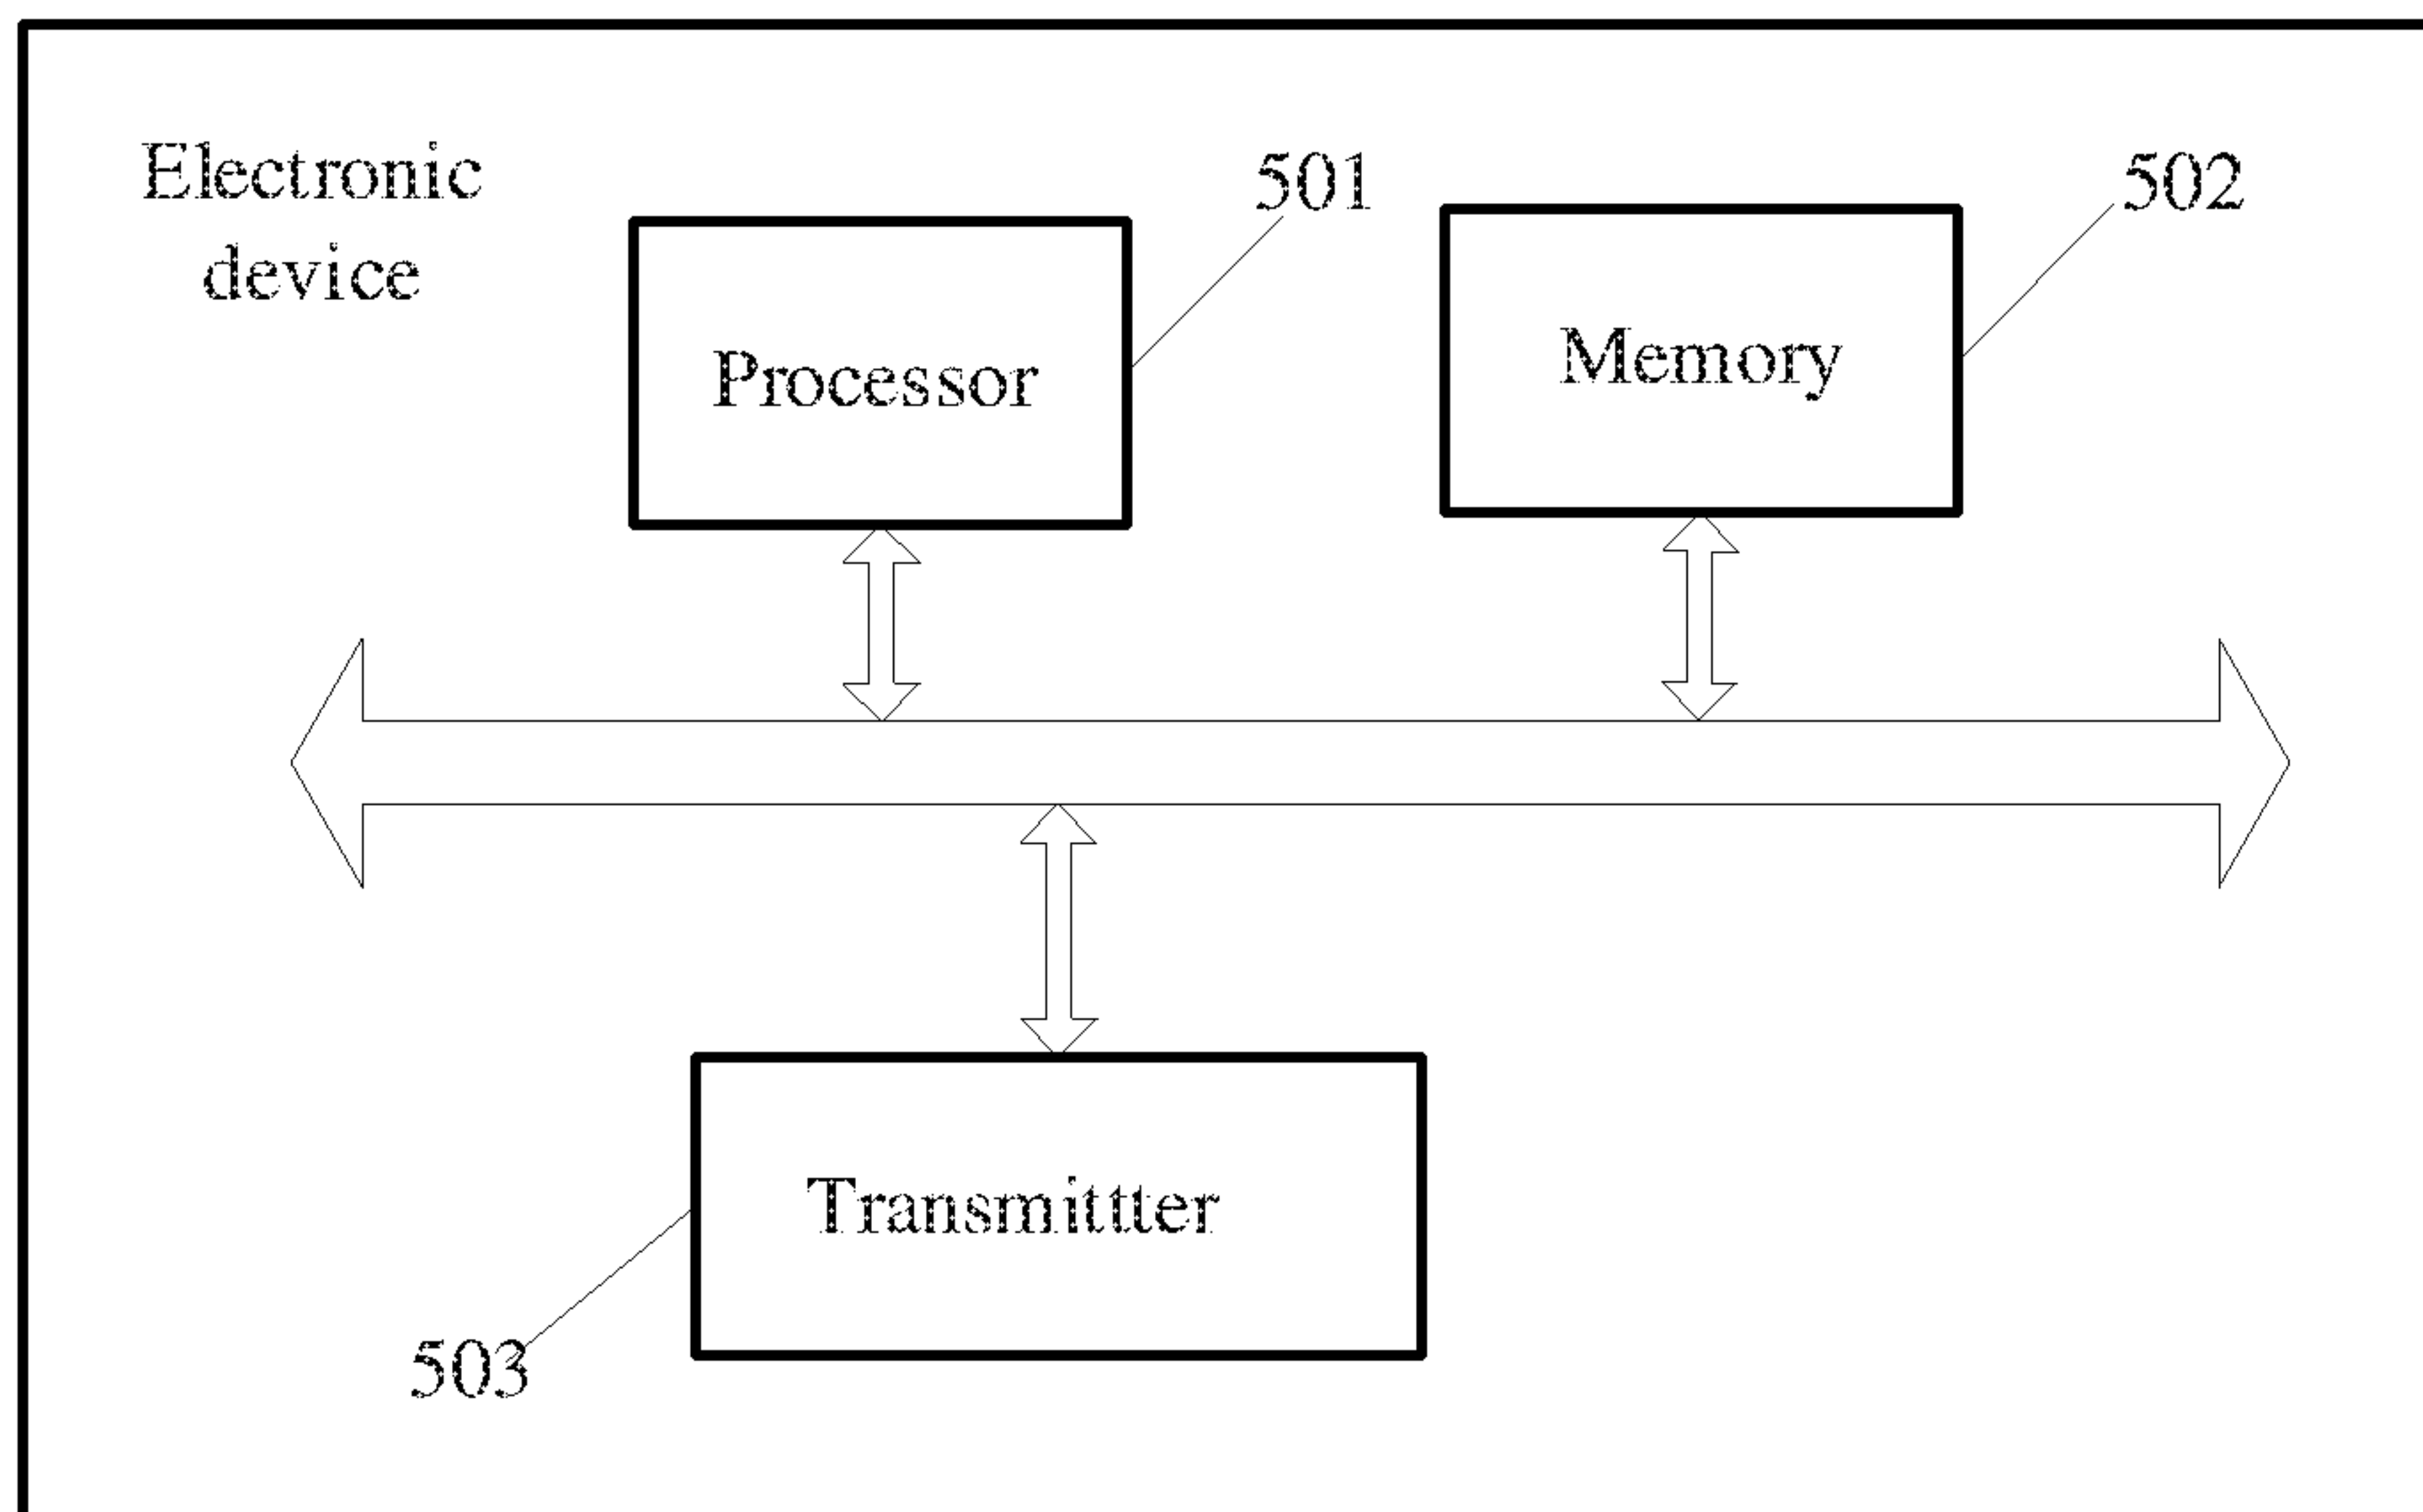 Electronic
device
501
502
Processor
Memory
Transmittter
503